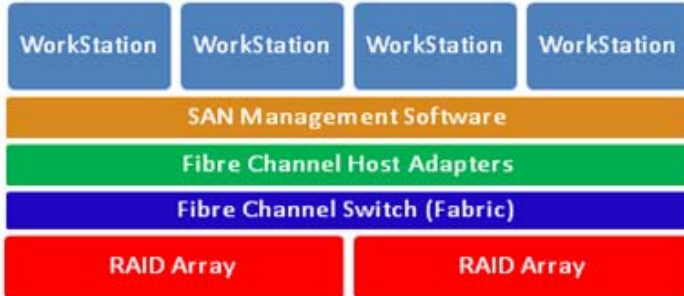 WorkStation WorkStation WorkStation WorkStation
SAN Management Software
Fibre Channel Host Adapters
Fibre Channel Switch (Fabric)
RAID Array RAID Array